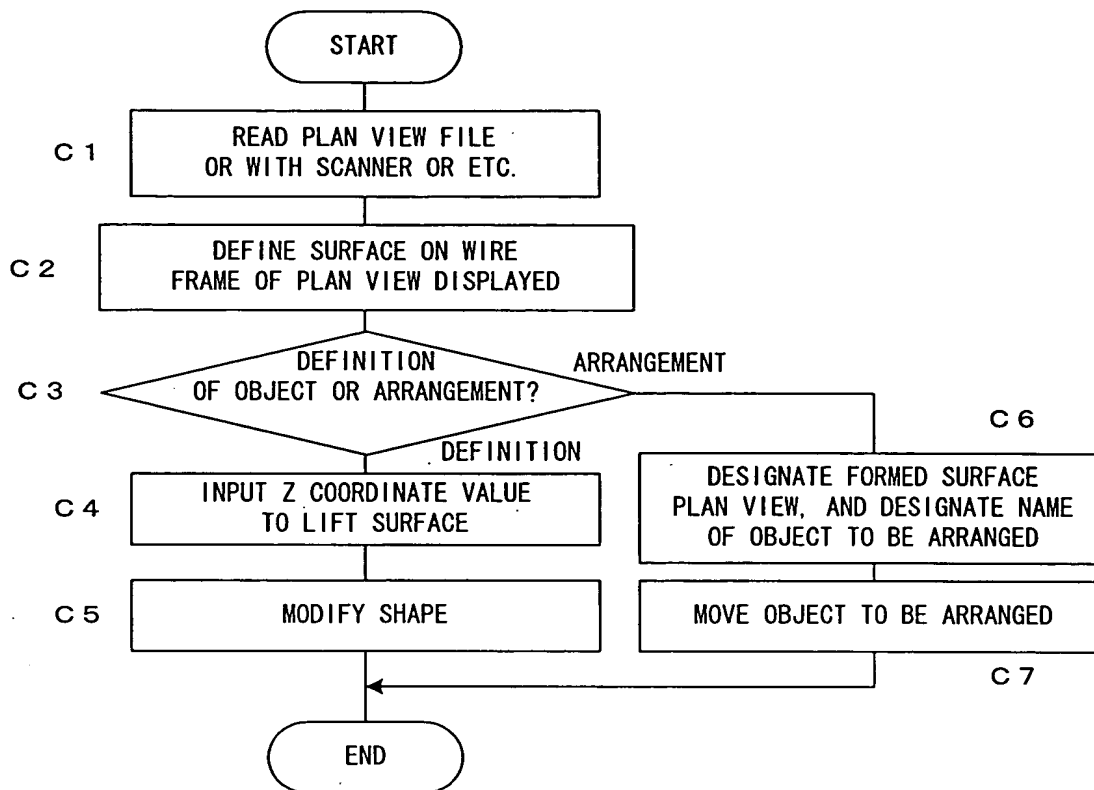 START
C 1
READ PLAN VIEW FILE
OR WITH SCANNER OR ETC.
C 2
DEFINE SURFACE ON WIRE
FRAME OF PLAN VIEW DISPLAYED
C 3
DEFINITION
OF OBJECT OR ARRANGEMENT?
ARRANGEMENT
DEFINITION
C 4
INPUT Z COORDINATE VALUE
TO LIFT SURFACE
C 5
MODIFY SHAPE
C 6
DESIGNATE FORMED SURFACE
PLAN VIEW, AND DESIGNATE NAME
OF OBJECT TO BE ARRANGED
MOVE OBJECT TO BE ARRANGED
C 7
END